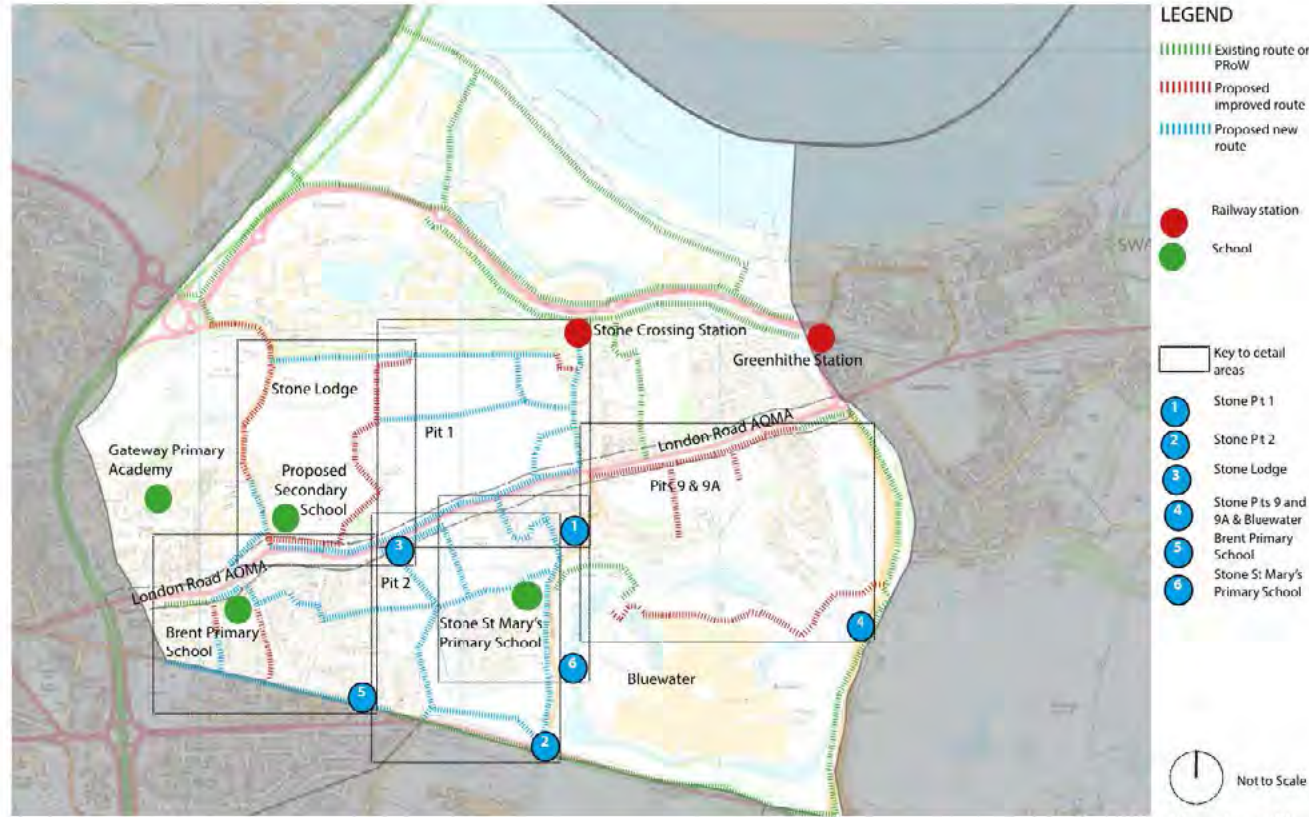 LEGEND
Existing route or
PRoW
Proposed
improved route
Proposed new
route
Railway station
School
Key to detail
areas
1 Stone Pit 1
2 Stone Pit 2
3 Stone Lodge
4 Stone Pits 9 and
9A & Bluewater
5 Brent Primary
School
6 Stone St Mary's
Primary School
Not to Scale
SWA
Stone Crossing Station
Greenhithe Station
Stone Lodge
Pit 1
London Road AQMA
Gateway Primary
Academy
Proposed
Secondary
School
Pits 9 & 9A
1
3
London Road AQMA
Pit 2
Brent Primary
School
Stone St Mary's
Primary School
4
6
Bluewater
5
2